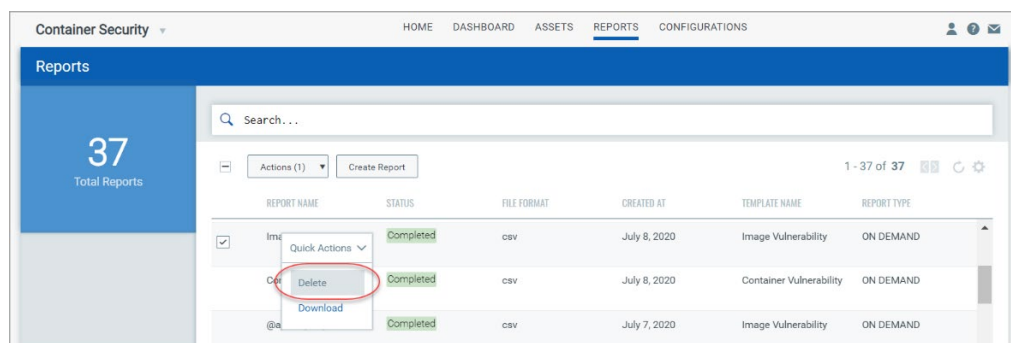 Container Security HOME DASHBOARD ASSETS REPORTS CONFIGURATIONS
Reports
37
Total Reports
Search...
Actions (1) Create Report 1 - 37 of 37
REPORT NAME STATUS FILE FORMAT CREATED AT TEMPLATE NAME REPORT TYPE
Completed csv July 8, 2020 Image Vulnerability ON DEMAND
Quick Actions
Completed csv July 8, 2020 Container Vulnerability ON DEMAND
Delete
Download
Completed csv July 7, 2020 Image Vulnerability ON DEMAND